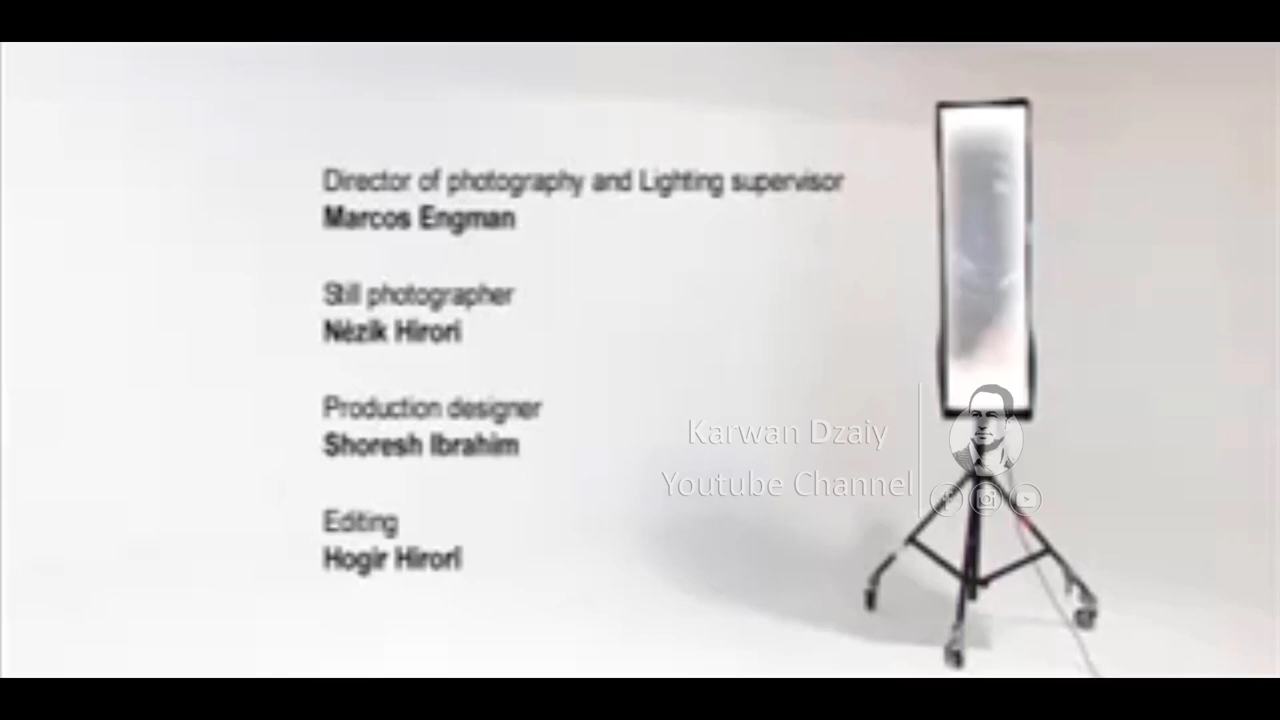 Director of photography and Lighting supervisor
Marcos Engman
Still photographer
Nèzik Hirori
Production designer
Shoresh Ibrahim
Editing
Hogir Hirori
Karwan Dzaiy
Youtube Channel